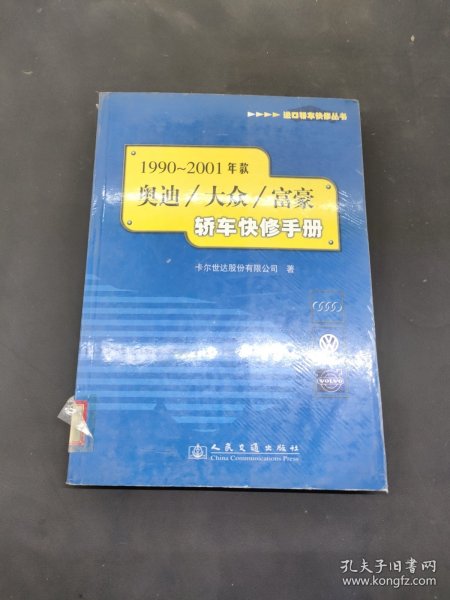 ▶▶▶▶ 进口轿车快修丛书
1990~2001年款
奥迪/大众/富豪
轿车快修手册
卡尔世达股份有限公司 著
VOLVO
人民交通出版社
China Communications Press
孔夫子旧书网
www.kongfz.com